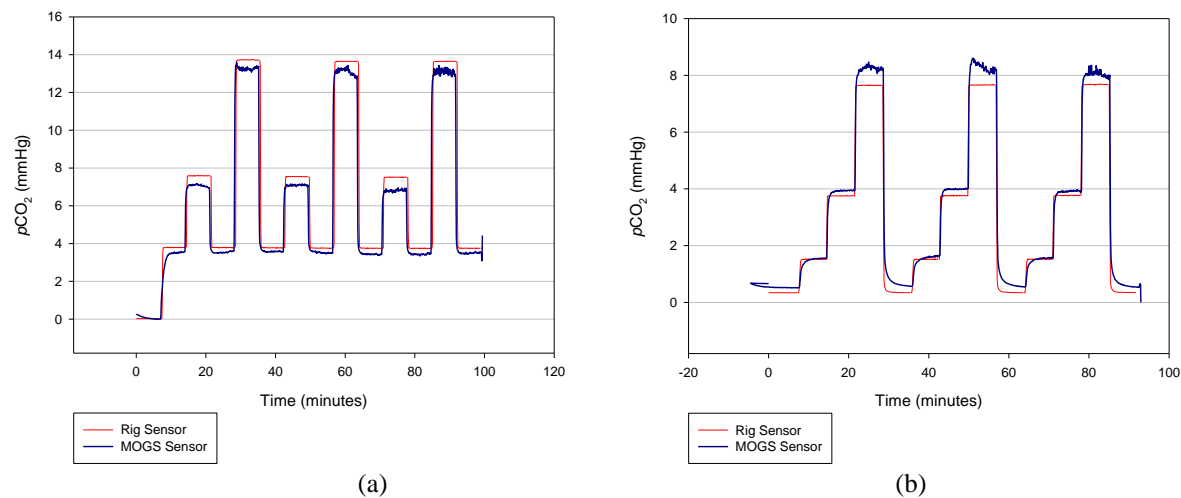 16
14
12
10
8
6
4
2
0
pCO₂ (mmHg)
0 20 40 60 80 100 120
Time (minutes)
Rig Sensor
MOGS Sensor
(a)
10
8
6
4
2
0
pCO₂ (mmHg)
-20 0 20 40 60 80 100
Time (minutes)
Rig Sensor
MOGS Sensor
(b)